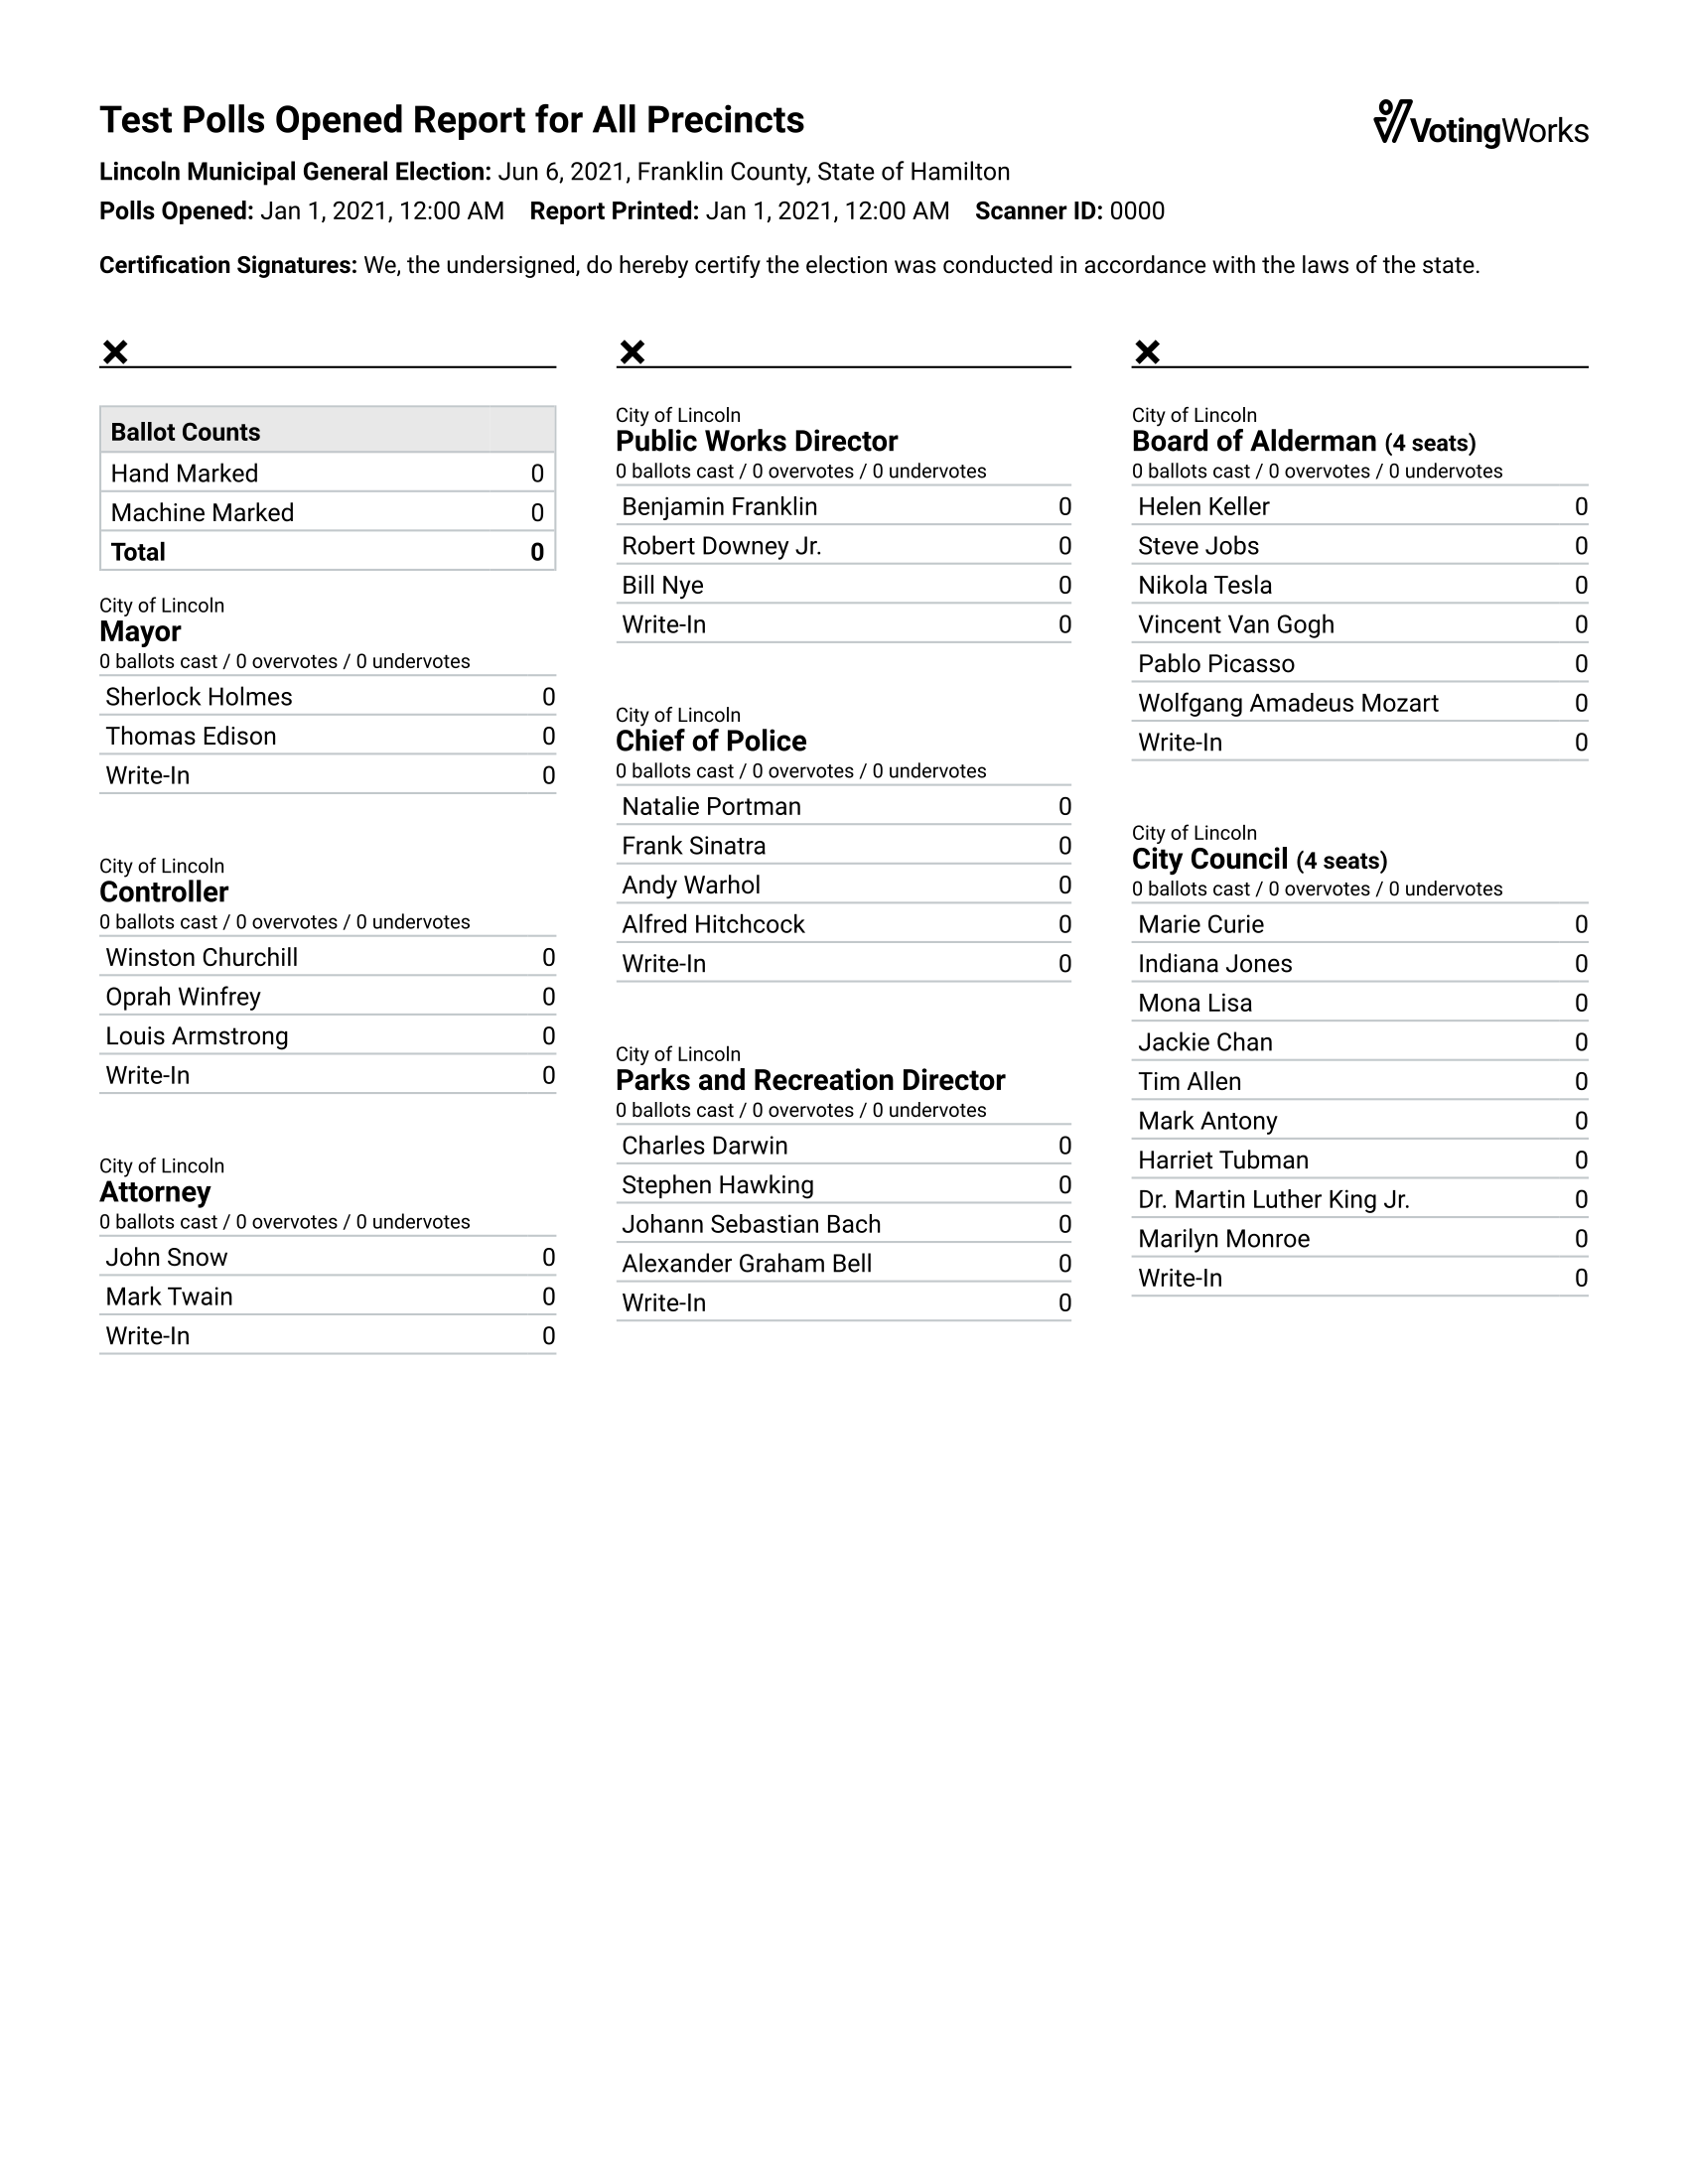 Test Polls Opened Report for All Precincts
VotingWorks
Lincoln Municipal General Election: Jun 6, 2021, Franklin County, State of Hamilton
Polls Opened: Jan 1, 2021, 12:00 AM Report Printed: Jan 1, 2021, 12:00 AM Scanner ID: 0000
Certification Signatures: We, the undersigned, do hereby certify the election was conducted in accordance with the laws of the state.
Ballot Counts
Hand Marked 0
Machine Marked 0
Total 0
City of Lincoln
Mayor
0 ballots cast / 0 overvotes / 0 undervotes
Sherlock Holmes 0
Thomas Edison 0
Write-In 0
City of Lincoln
Controller
0 ballots cast / 0 overvotes / 0 undervotes
Winston Churchill 0
Oprah Winfrey 0
Louis Armstrong 0
Write-In 0
City of Lincoln
Attorney
0 ballots cast / 0 overvotes / 0 undervotes
John Snow 0
Mark Twain 0
Write-In 0
City of Lincoln
Public Works Director
0 ballots cast / 0 overvotes / 0 undervotes
Benjamin Franklin 0
Robert Downey Jr. 0
Bill Nye 0
Write-In 0
City of Lincoln
Chief of Police
0 ballots cast / 0 overvotes / 0 undervotes
Natalie Portman 0
Frank Sinatra 0
Andy Warhol 0
Alfred Hitchcock 0
Write-In 0
City of Lincoln
Parks and Recreation Director
0 ballots cast / 0 overvotes / 0 undervotes
Charles Darwin 0
Stephen Hawking 0
Johann Sebastian Bach 0
Alexander Graham Bell 0
Write-In 0
City of Lincoln
Board of Alderman (4 seats)
0 ballots cast / 0 overvotes / 0 undervotes
Helen Keller 0
Steve Jobs 0
Nikola Tesla 0
Vincent Van Gogh 0
Pablo Picasso 0
Wolfgang Amadeus Mozart 0
Write-In 0
City of Lincoln
City Council (4 seats)
0 ballots cast / 0 overvotes / 0 undervotes
Marie Curie 0
Indiana Jones 0
Mona Lisa 0
Jackie Chan 0
Tim Allen 0
Mark Antony 0
Harriet Tubman 0
Dr. Martin Luther King Jr. 0
Marilyn Monroe 0
Write-In 0